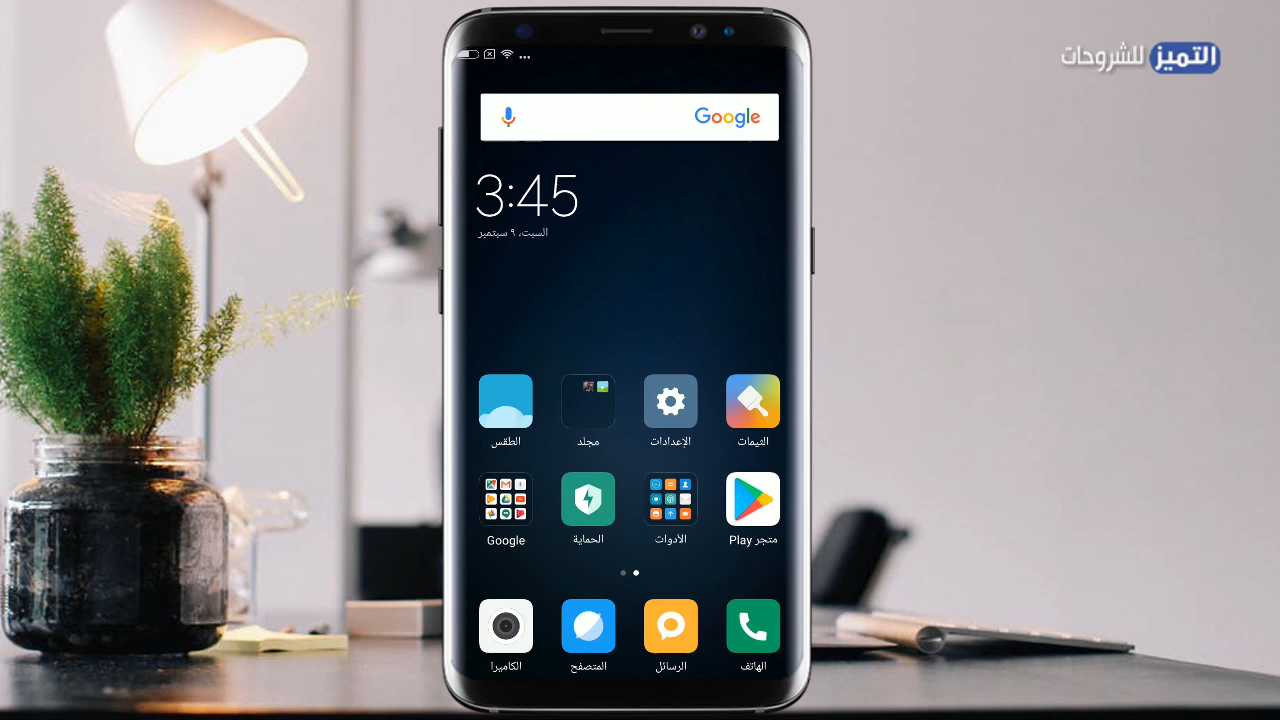 التميز للشروحات
Google
3:45
السبت، ٩ سبتمبر
الثيمات
الإعدادات
مجلد
الطقس
متجر Play
الأدوات
الحماية
Google
الهاتف
الرسائل
المتصفح
الكاميرا